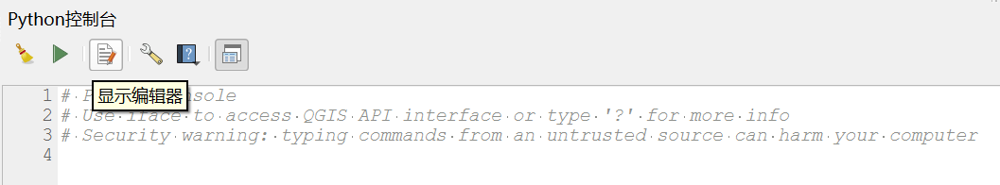 Python控制台
显示编辑器
1 # P nsole
2 # Use iface to access QGIS API interface or type '?' for more info
3 # Security warning: typing commands from an untrusted source can harm your computer
4